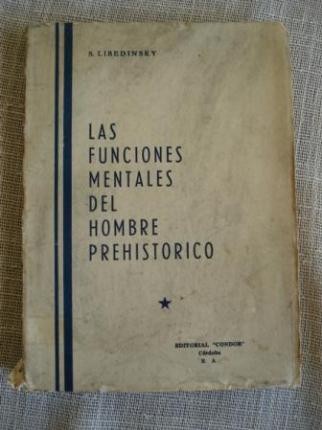 S. LIBEDINSKY
LAS
FUNCIONES
MENTALES
DEL
HOMBRE
PREHISTORICO
EDITORIAL "CONDOR"
Córdoba
R. A.